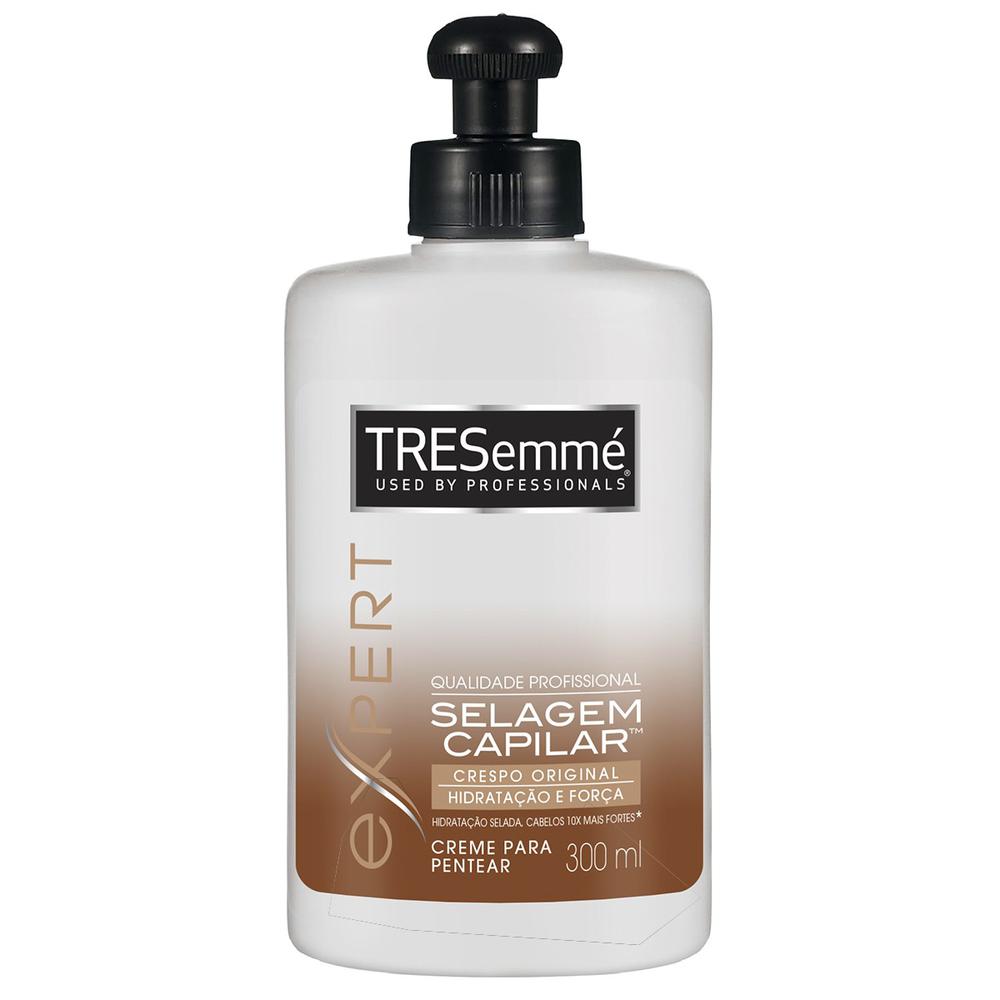 TRESemmé®
USED BY PROFESSIONALS
eXPERT
QUALIDADE PROFISSIONAL
SELAGEM
CAPILAR™
CRESPO ORIGINAL
HIDRATAÇÃO E FORÇA
HIDRATAÇÃO SELADA, CABELOS 10X MAIS FORTES*
CREME PARA
PENTEAR
300 ml